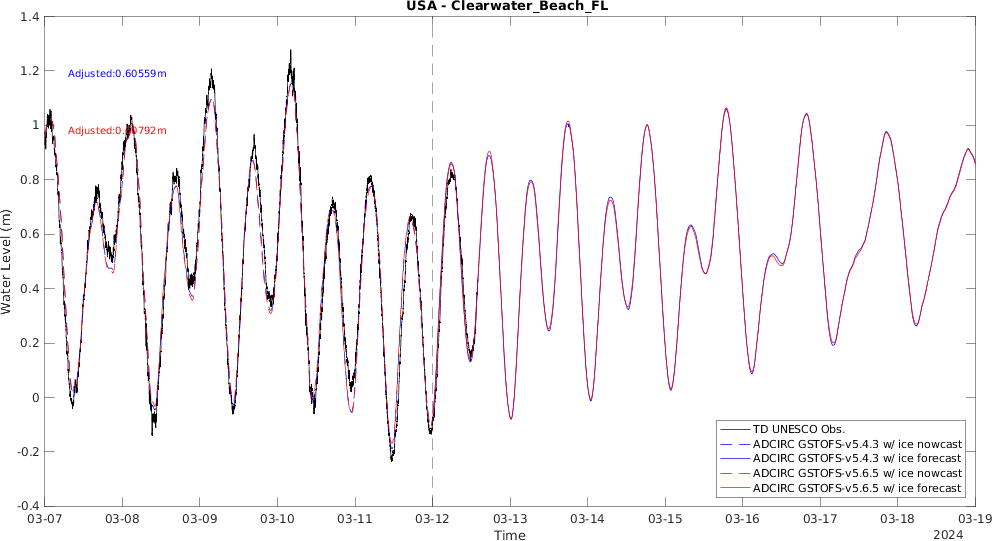 USA - Clearwater_Beach_FL
1.4
1.2
1
0.8
0.6
0.4
0.2
0
-0.2
-0.4
Water Level (m)
Adjusted:0.60559m
Adjusted:0.60792m
TD UNESCO Obs.
ADCIRC GSTOFS-v5.4.3 w/ ice nowcast
ADCIRC GSTOFS-v5.4.3 w/ ice forecast
ADCIRC GSTOFS-v5.6.5 w/ ice nowcast
ADCIRC GSTOFS-v5.6.5 w/ ice forecast
03-07 03-08 03-09 03-10 03-11 03-12 03-13 03-14 03-15 03-16 03-17 03-18 03-19
Time
2024